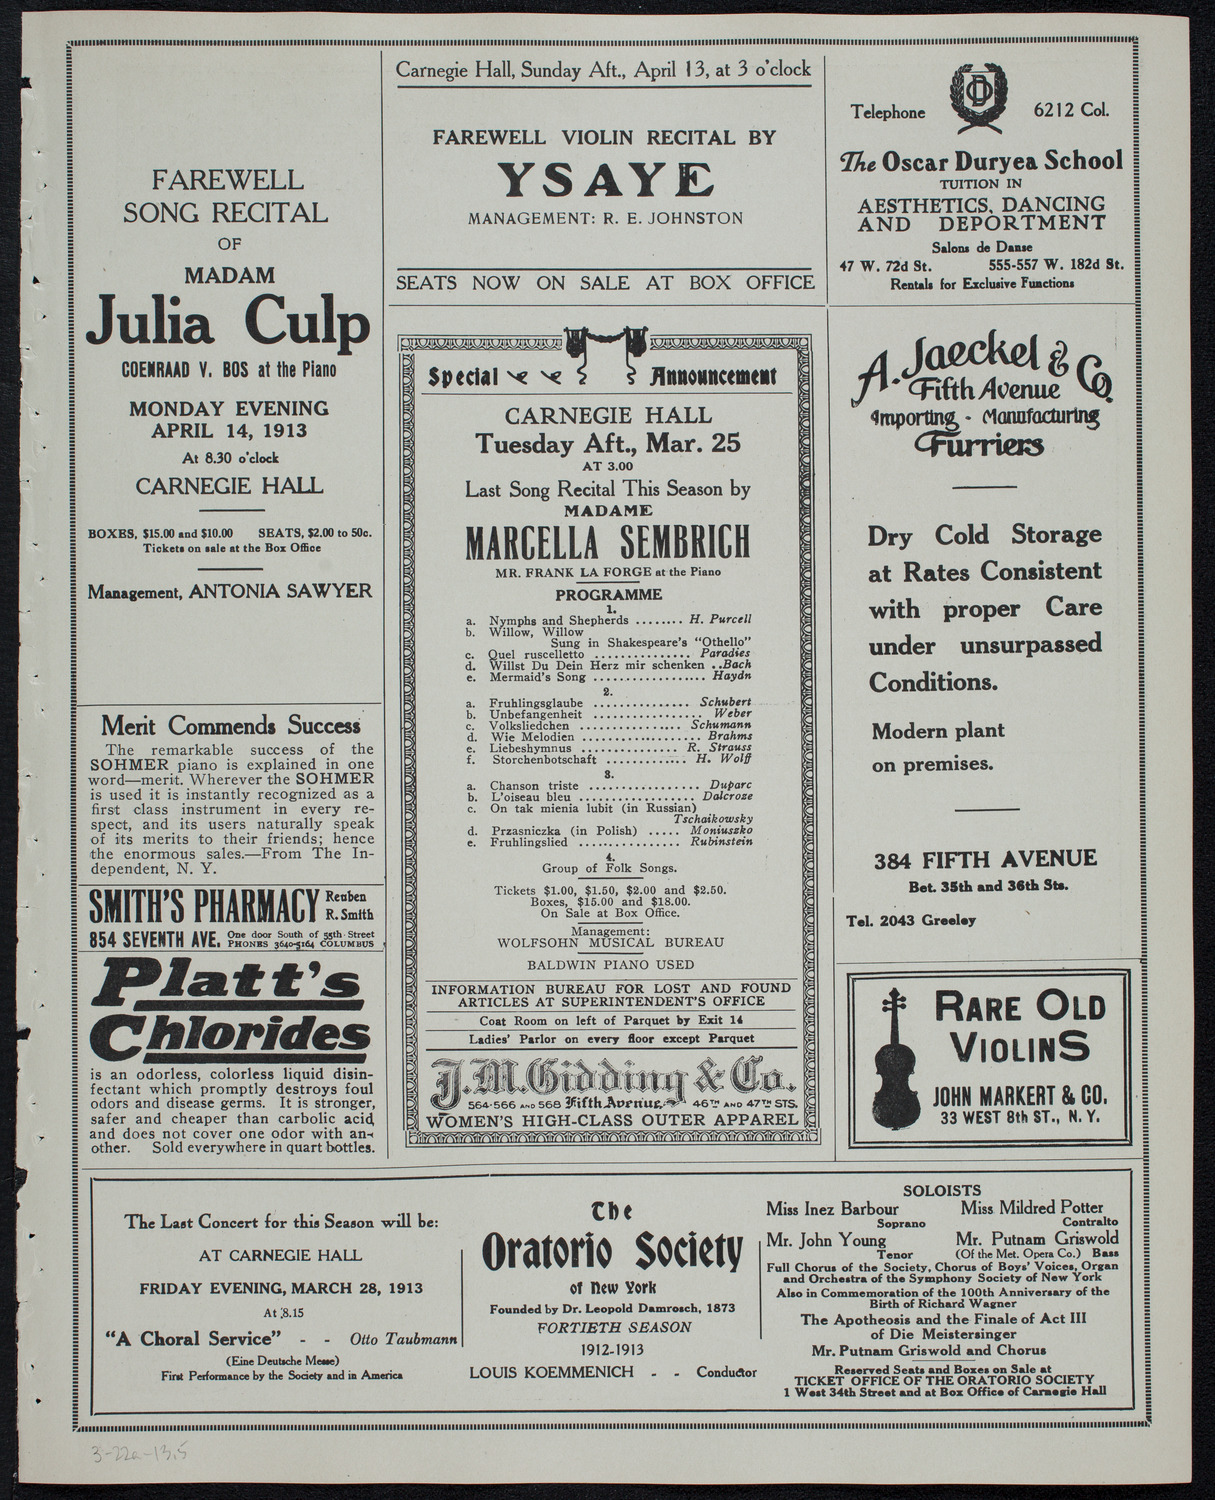 FAREWELL
SONG RECITAL
OF
MADAM
Julia Culp
COENRAAD V. BOS at the Piano
MONDAY EVENING
APRIL 14, 1913
At 8.30 o'clock
CARNEGIE HALL
BOXES, $15.00 and $10.00 SEATS, $2.00 to 50c.
Tickets on sale at the Box Office
Management, ANTONIA SAWYER
Merit Commends Success
The remarkable success of the
SOHMER piano is explained in one
word—merit. Wherever the SOHMER
is used it is instantly recognized as a
first class instrument in every re-
spect, and its users naturally speak
of its merits to their friends; hence
the enormous sales.—From The In-
dependent, N. Y.
SMITH'S PHARMACY Reuben
R. Smith
854 SEVENTH AVE. One door South of 55th Street
PHONES 3640-5164 COLUMBUS
Platt's
Chlorides
is an odorless, colorless liquid disin-
fectant which promptly destroys foul
odors and disease germs. It is stronger,
safer and cheaper than carbolic acid,
and does not cover one odor with an-
other. Sold everywhere in quart bottles.
Carnegie Hall, Sunday Aft., April 13, at 3 o'clock
FAREWELL VIOLIN RECITAL BY
YSAYE
MANAGEMENT: R. E. JOHNSTON
SEATS NOW ON SALE AT BOX OFFICE
Special Announcement
CARNEGIE HALL
Tuesday Aft., Mar. 25
AT 3.00
Last Song Recital This Season by
MADAME
MARCELLA SEMBRICH
MR. FRANK LA FORGE at the Piano
PROGRAMME
1.
a. Nymphs and Shepherds ........ H. Purcell
b. Willow, Willow
Sung in Shakespeare's "Othello"
c. Quel ruscelletto ............... Paradies
d. Willst Du Dein Herz mir schenken ..Bach
e. Mermaid's Song .................. Haydn
2.
a. Fruhlingsglaube ............... Schubert
b. Unbefangenheit ................. Weber
c. Volksliedchen ................ Schumann
d. Wie Melodien .................... Brahms
e. Liebeshymnus .............. R. Strauss
f. Storchenbotschaft ............ H. Wolff
3.
a. Chanson triste ................. Duparc
b. L'oiseau bleu .................. Dalcroze
c. On tak mienia lubit (in Russian)
Tschaikowsky
d. Przasniczka (in Polish) ..... Moniuszko
e. Fruhlingslied ................ Rubinstein
4.
Group of Folk Songs.
Tickets $1.00, $1.50, $2.00 and $2.50.
Boxes, $15.00 and $18.00.
On Sale at Box Office.
Management:
WOLFSOHN MUSICAL BUREAU
BALDWIN PIANO USED
INFORMATION BUREAU FOR LOST AND FOUND
ARTICLES AT SUPERINTENDENT'S OFFICE
Coat Room on left of Parquet by Exit 14
Ladies' Parlor on every floor except Parquet
J.M.Gidding & Co.
564-566 AND 568 Fifth Avenue 46TH AND 47TH STS.
WOMEN'S HIGH-CLASS OUTER APPAREL
OD
Telephone 6212 Col.
The Oscar Duryea School
TUITION IN
AESTHETICS, DANCING
AND DEPORTMENT
Salons de Danse
47 W. 72d St. 555-557 W. 182d St.
Rentals for Exclusive Functions
A. Jaeckel & Co.
Fifth Avenue
Importing - Manufacturing
Furriers
Dry Cold Storage
at Rates Consistent
with proper Care
under unsurpassed
Conditions.
Modern plant
on premises.
384 FIFTH AVENUE
Bet. 35th and 36th Sts.
Tel. 2043 Greeley
RARE OLD
VIOLINS
JOHN MARKERT & CO.
33 WEST 8th ST., N. Y.
The Last Concert for this Season will be:
AT CARNEGIE HALL
FRIDAY EVENING, MARCH 28, 1913
At 8.15
"A Choral Service" - - Otto Taubmann
(Eine Deutsche Messe)
First Performance by the Society and in America
The
Oratorio Society
of New York
Founded by Dr. Leopold Damrosch, 1873
FORTIETH SEASON
1912-1913
LOUIS KOEMMENICH - - Conductor
SOLOISTS
Miss Inez Barbour Miss Mildred Potter
Soprano Contralto
Mr. John Young Mr. Putnam Griswold
Tenor (Of the Met. Opera Co.) Bass
Full Chorus of the Society, Chorus of Boys' Voices, Organ
and Orchestra of the Symphony Society of New York
Also in Commemoration of the 100th Anniversary of the
Birth of Richard Wagner
The Apotheosis and the Finale of Act III
of Die Meistersinger
Mr. Putnam Griswold and Chorus
Reserved Seats and Boxes on Sale at
TICKET OFFICE OF THE ORATORIO SOCIETY
1 West 34th Street and at Box Office of Carnegie Hall
3-22a-13.5